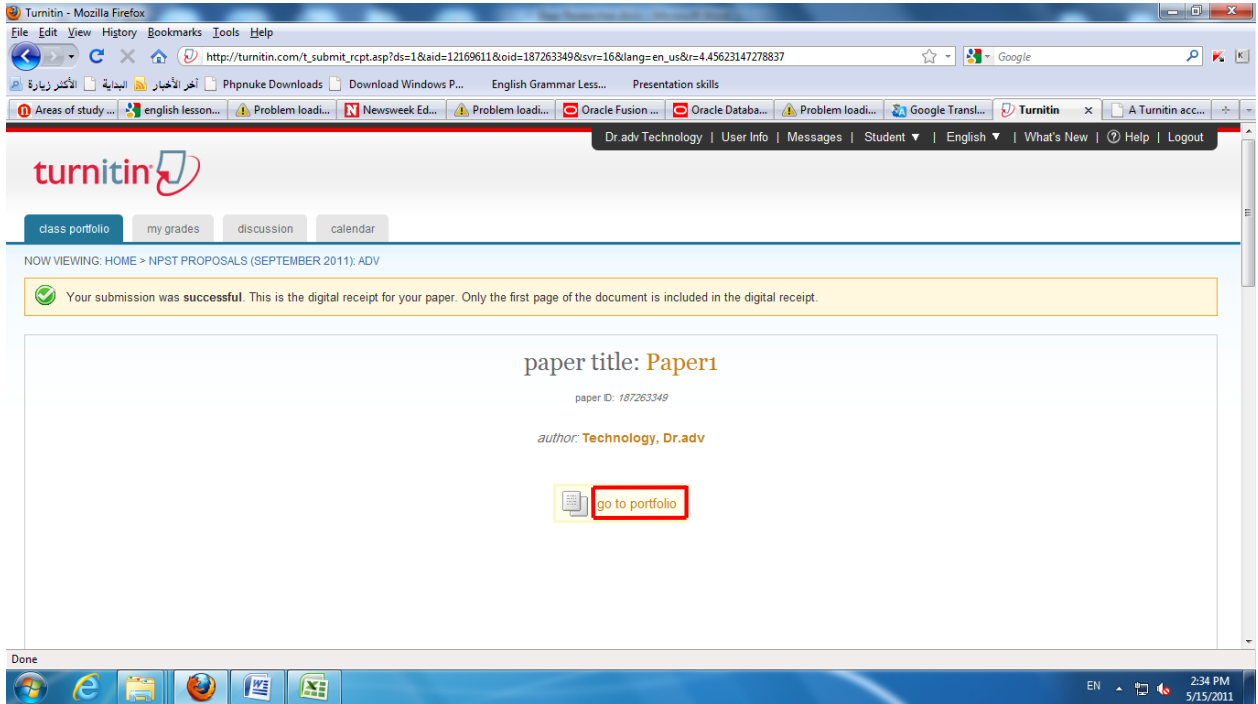 Turnitin - Mozilla Firefox
File Edit View History Bookmarks Tools Help
http://turnitin.com/t_submit_rcpt.asp?ds=1&aid=12169611&oid=187263349&svr=16&lang=en_us&r=4.45623147278837 Google
الأكثر زيارة البداية آخر الأخبار Phpnuke Downloads Download Windows P... English Grammar Less... Presentation skills
Areas of study ... english lesson... Problem loadi... Newsweek Ed... Problem loadi... Oracle Fusion ... Oracle Databa... Problem loadi... Google Transl... Turnitin x A Turnitin acc...
Dr.adv Technology | User Info | Messages | Student ▼ | English ▼ | What's New | ? Help | Logout
turnitin
class portfolio my grades discussion calendar
NOW VIEWING: HOME > NPST PROPOSALS (SEPTEMBER 2011): ADV
Your submission was successful. This is the digital receipt for your paper. Only the first page of the document is included in the digital receipt.
paper title: Paper1
paper ID: 187263349
author: Technology, Dr.adv
go to portfolio
Done
EN 2:34 PM
5/15/2011